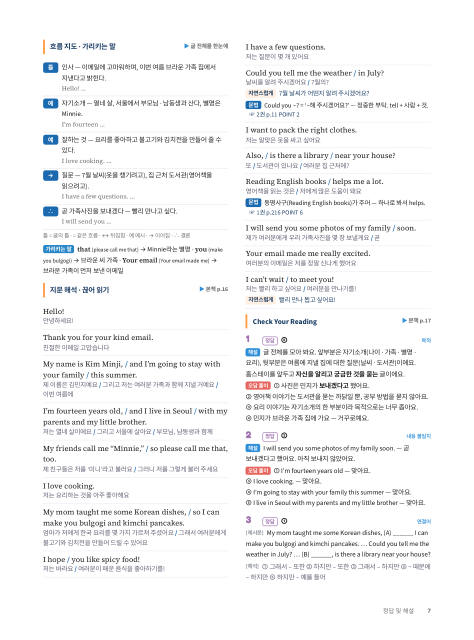 흐름 지도 · 가리키는 말 ▶ 글 전체를 한눈에
틀 인사 — 이메일에 고마워하며, 이번 여름 브라운 가족 집에서
지낸다고 밝힌다.
Hello! …
예 자기소개 — 열네 살, 서울에서 부모님 · 남동생과 산다, 별명은
Minnie.
I'm fourteen …
예 잘하는 것 — 요리를 좋아하고 불고기와 김치전을 만들어 줄 수
있다.
I love cooking. …
→ 질문 — 7월 날씨(옷을 챙기려고), 집 근처 도서관(영어책을
읽으려고).
I have a few questions. …
∴ 곧 가족사진을 보내겠다 — 빨리 만나고 싶다.
I will send you …
가리키는 말 that (please call me that) → Minnie라는 별명 · you (make
you bulgogi) → 브라운 씨 가족 · Your email (Your email made me) →
브라운 가족이 먼저 보낸 이메일
지문 해석 · 끊어 읽기 ▶ 본책 p.16
Hello!
안녕하세요!
Thank you for your kind email.
친절한 이메일 고맙습니다
My name is Kim Minji, / and I'm going to stay with
your family / this summer.
제 이름은 김민지예요 / 그리고 저는 여러분 가족과 함께 지낼 거예요 /
이번 여름에
I'm fourteen years old, / and I live in Seoul / with my
parents and my little brother.
저는 열네 살이에요 / 그리고 서울에 살아요 / 부모님, 남동생과 함께
My friends call me “Minnie,” / so please call me that,
too.
제 친구들은 저를 '미니'라고 불러요 / 그러니 저를 그렇게 불러 주세요
I love cooking.
저는 요리하는 것을 아주 좋아해요
My mom taught me some Korean dishes, / so I can
make you bulgogi and kimchi pancakes.
엄마가 저에게 한국 요리를 몇 가지 가르쳐 주셨어요 / 그래서 여러분에게
불고기와 김치전을 만들어 드릴 수 있어요
I hope / you like spicy food!
저는 바라요 / 여러분이 매운 음식을 좋아하기를!
I have a few questions.
저는 질문이 몇 개 있어요
Could you tell me the weather / in July?
날씨를 알려 주시겠어요 / 7월의?
자연스럽게 7월 날씨가 어떤지 알려 주시겠어요?
문법 Could you ~?는 '~해 주시겠어요?' — 정중한 부탁. tell + 사람 + 것.
☞ 1권 p.11 POINT 2
I want to pack the right clothes.
저는 알맞은 옷을 싸고 싶어요
Also, / is there a library / near your house?
또 / 도서관이 있나요 / 여러분 집 근처에?
Reading English books / helps me a lot.
영어책을 읽는 것은 / 저에게 많은 도움이 돼요
문법 동명사구(Reading English books)가 주어 — 하나로 봐서 helps.
☞ 1권 p.216 POINT 6
I will send you some photos of my family / soon.
제가 여러분에게 우리 가족사진을 몇 장 보낼게요 / 곧
Your email made me really excited.
여러분의 이메일은 저를 정말 신나게 했어요
I can't wait / to meet you!
저는 빨리 하고 싶어요 / 여러분을 만나기를!
자연스럽게 빨리 만나 뵙고 싶어요!
Check Your Reading ▶ 본책 p.17
1 정답
목적
해설 글 전체를 모아 봐요. 앞부분은 자기소개(나이 · 가족 · 별명 ·
요리), 뒷부분은 여름에 지낼 집에 대한 질문(날씨 · 도서관)이에요.
홈스테이를 앞두고 자신을 알리고 궁금한 것을 묻는 글이에요.
오답 풀이 ① 사진은 민지가 보내겠다고 했어요.
② 영어책 이야기는 도서관을 묻는 까닭일 뿐, 공부 방법을 묻지 않아요.
④ 요리 이야기는 자기소개의 한 부분이라 목적으로는 너무 좁아요.
⑤ 민지가 브라운 가족 집에 가요 — 거꾸로예요.
2 정답
내용 불일치
해설 I will send you some photos of my family soon. — 곧
보내겠다고 했어요. 아직 보내지 않았어요.
오답 풀이 ① I'm fourteen years old — 맞아요.
I love cooking. — 맞아요.
I'm going to stay with your family this summer — 맞아요.
I live in Seoul with my parents and my little brother — 맞아요.
3 정답
연결어
My mom taught me some Korean dishes, (A) ______ I can
make you bulgogi and kimchi pancakes. … Could you tell me the
weather in July? … (B) ______, is there a library near your house?
① 그래서 – 또한 ② 하지만 – 또한 ③ 그래서 – 하지만 ④ – 때문에
– 하지만 ⑤ 하지만 – 예를 들어
정답 및 해설 7